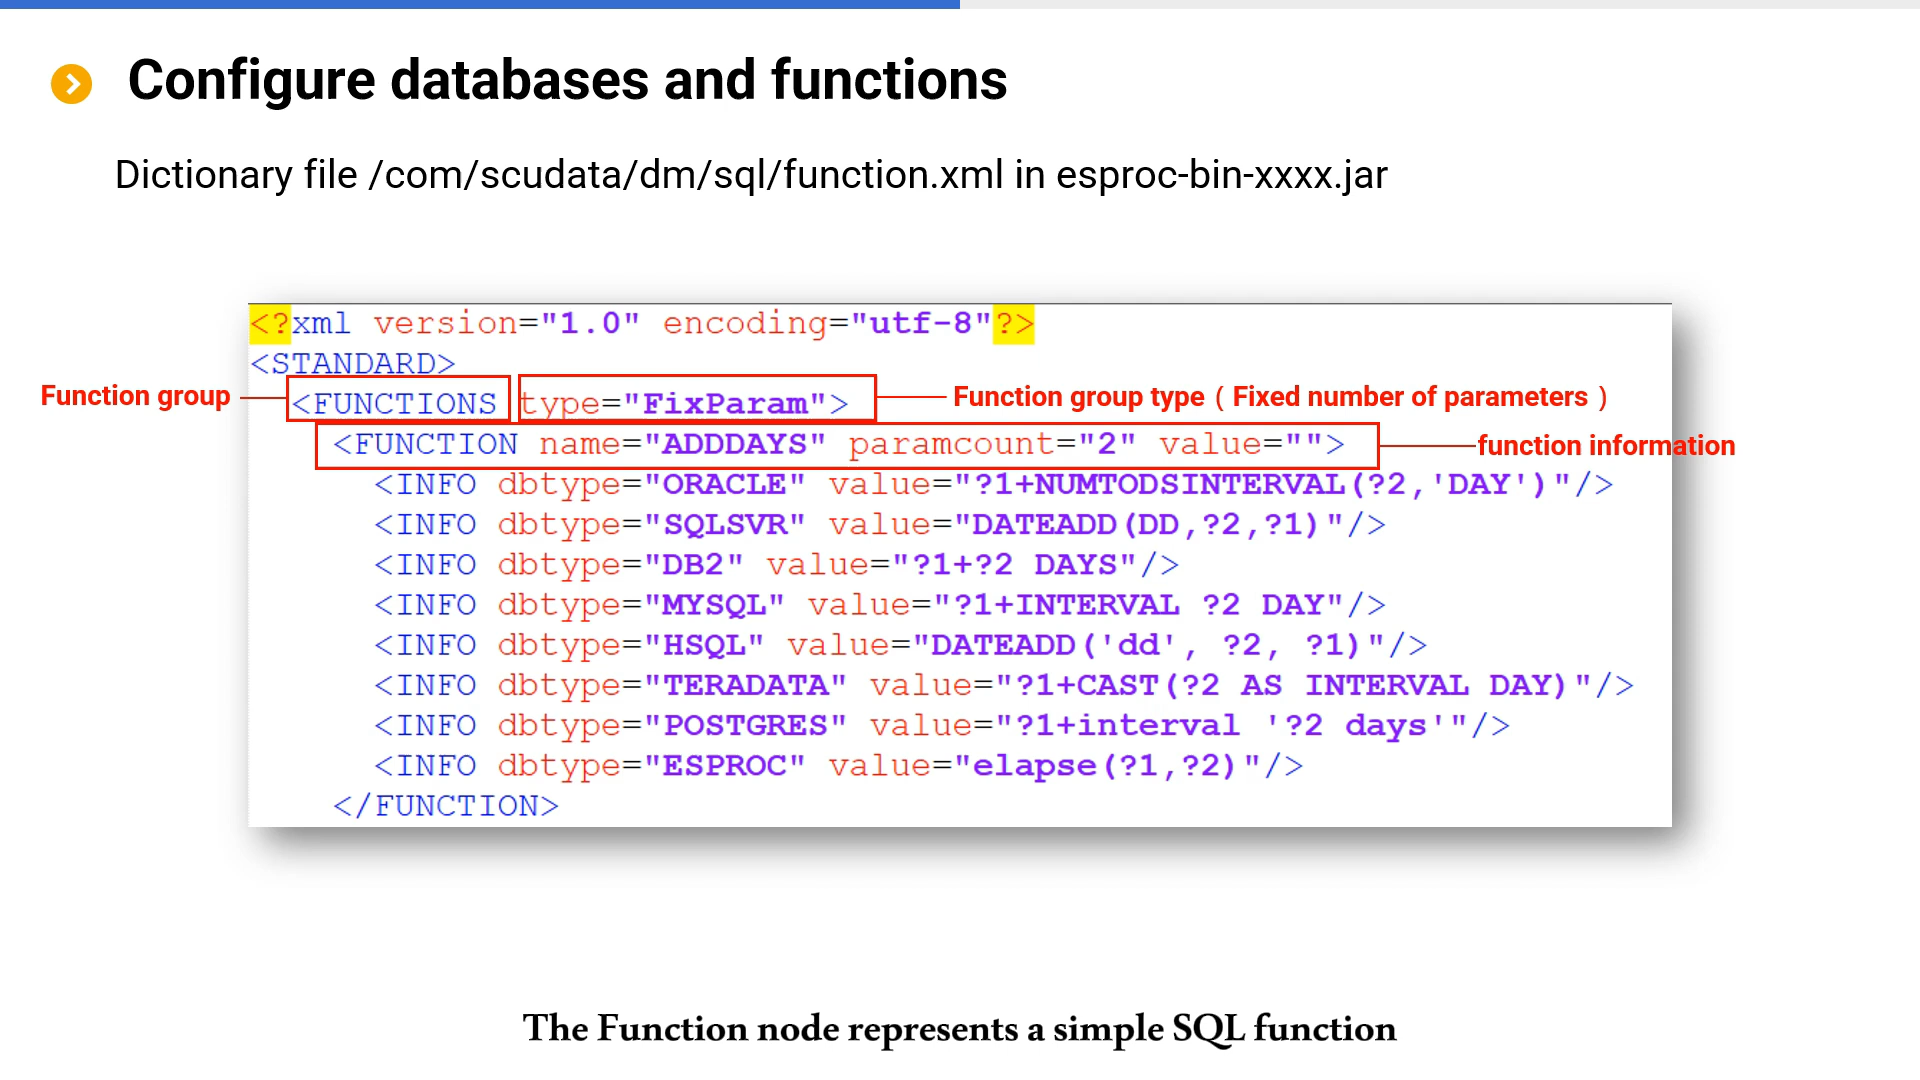 Configure databases and functions
Dictionary file /com/scudata/dm/sql/function.xml in esproc-bin-xxxx.jar
<?xml version="1.0" encoding="utf-8"?>
<STANDARD>
Function group
<FUNCTIONS type="FixParam">
Function group type ( Fixed number of parameters )
<FUNCTION name="ADDDAYS" paramcount="2" value="">
function information
<INFO dbtype="ORACLE" value="?1+NUMTODSINTERVAL(?2,'DAY')"/>
<INFO dbtype="SQLSVR" value="DATEADD(DD,?2,?1)"/>
<INFO dbtype="DB2" value="?1+?2 DAYS"/>
<INFO dbtype="MYSQL" value="?1+INTERVAL ?2 DAY"/>
<INFO dbtype="HSQL" value="DATEADD('dd', ?2, ?1)"/>
<INFO dbtype="TERADATA" value="?1+CAST(?2 AS INTERVAL DAY)"/>
<INFO dbtype="POSTGRES" value="?1+interval '?2 days'"/>
<INFO dbtype="ESPROC" value="elapse(?1,?2)"/>
</FUNCTION>
The Function node represents a simple SQL function